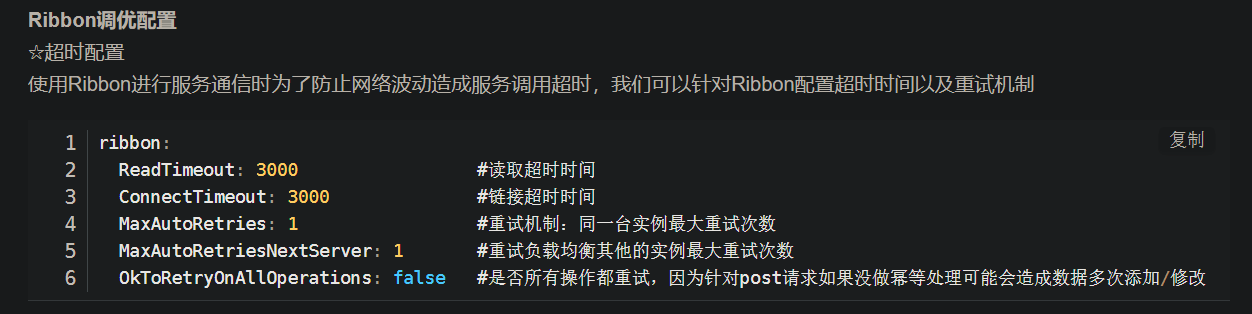 Ribbon调优配置
☆超时配置
使用Ribbon进行服务通信时为了防止网络波动造成服务调用超时，我们可以针对Ribbon配置超时时间以及重试机制
复制
1 ribbon:
2   ReadTimeout: 3000                 #读取超时时间
3   ConnectTimeout: 3000              #链接超时时间
4   MaxAutoRetries: 1                 #重试机制：同一台实例最大重试次数
5   MaxAutoRetriesNextServer: 1       #重试负载均衡其他的实例最大重试次数
6   OkToRetryOnAllOperations: false   #是否所有操作都重试，因为针对post请求如果没做幂等处理可能会造成数据多次添加/修改